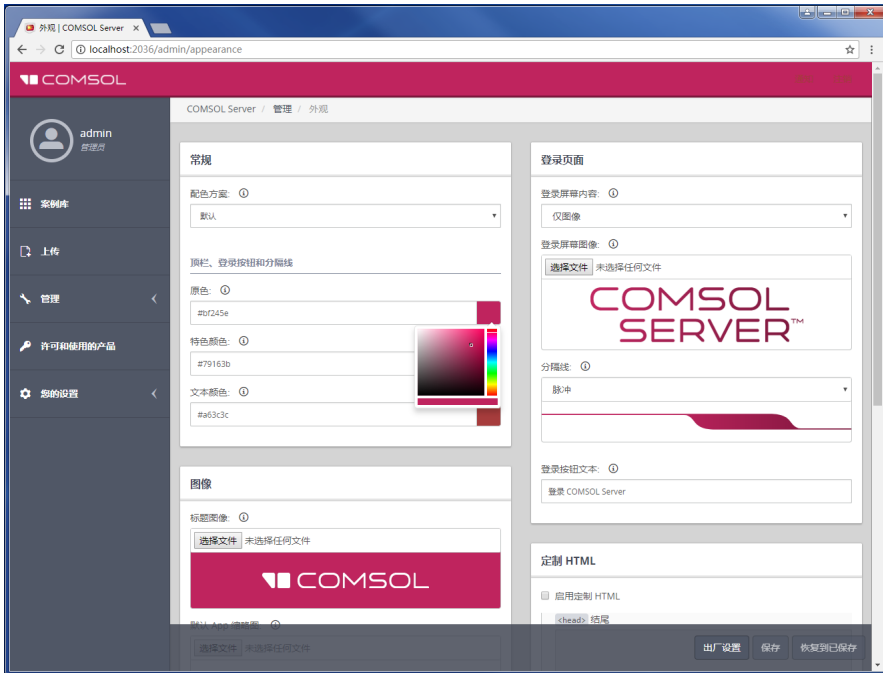 外观 | COMSOL Server
localhost:2036/admin/appearance
COMSOL
COMSOL Server / 管理 / 外观
admin
管理员
案例库
上传
管理
许可和使用的产品
您的设置
常规
配色方案:
默认
顶栏、登录按钮和分隔线
原色:
#bf245e
特色颜色:
#79163b
文本颜色:
#a63c3c
图像
标题图像:
选择文件 未选择任何文件
COMSOL
默认 App 缩略图:
选择文件 未选择任何文件
登录页面
登录屏幕内容:
仅图像
登录屏幕图像:
选择文件 未选择任何文件
COMSOL
SERVER™
分隔线:
脉冲
登录按钮文本:
登录 COMSOL Server
定制 HTML
启用定制 HTML
<head> 结尾
出厂设置 保存 恢复到已保存